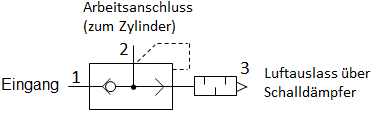 Arbeitsanschluss
(zum Zylinder)
2
3
Eingang 1
Luftauslass über
Schalldämpfer